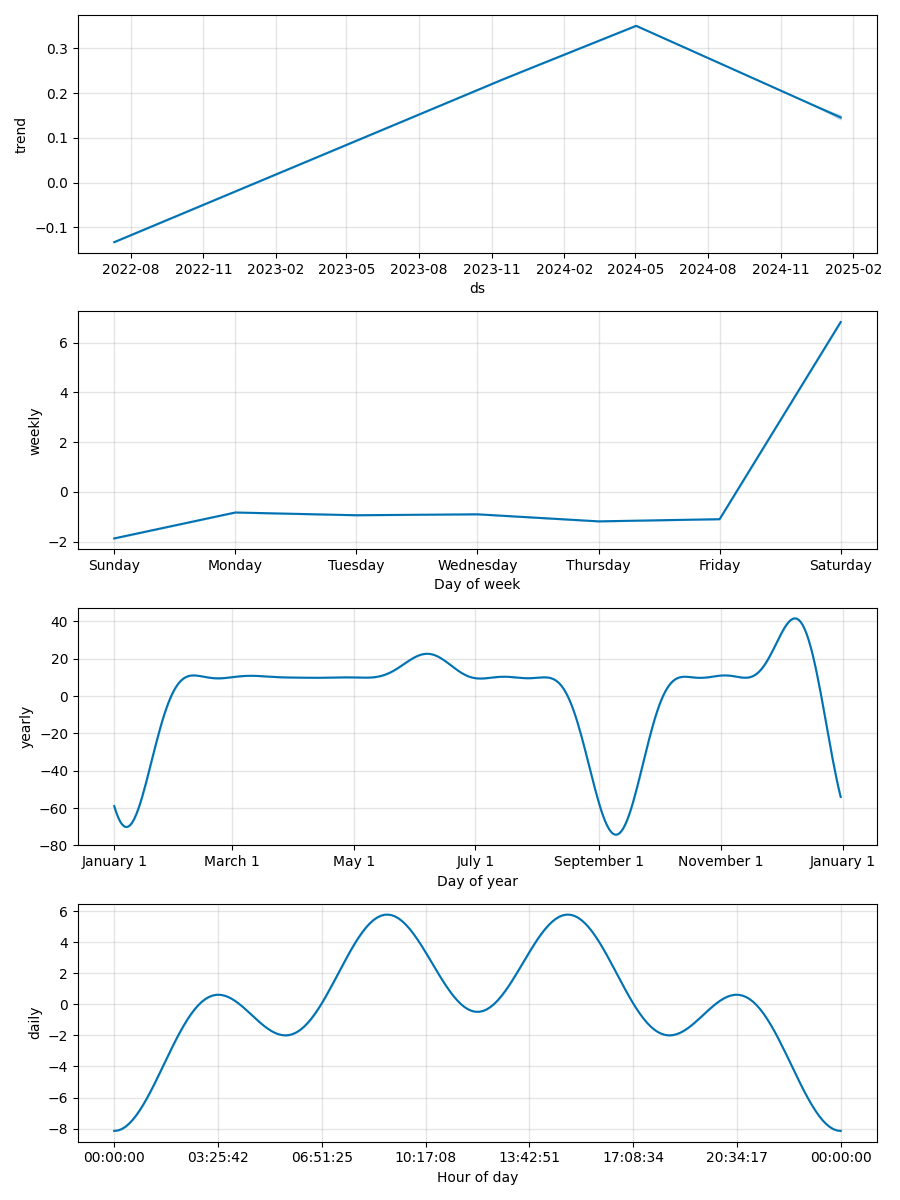 0.3
0.2
0.1
0.0
−0.1
trend
2022-08 2022-11 2023-02 2023-05 2023-08 2023-11 2024-02 2024-05 2024-08 2024-11 2025-02
ds
6
4
2
0
−2
weekly
Sunday Monday Tuesday Wednesday Thursday Friday Saturday
Day of week
40
20
0
−20
−40
−60
−80
yearly
January 1 March 1 May 1 July 1 September 1 November 1 January 1
Day of year
6
4
2
0
−2
−4
−6
−8
daily
00:00:00 03:25:42 06:51:25 10:17:08 13:42:51 17:08:34 20:34:17 00:00:00
Hour of day